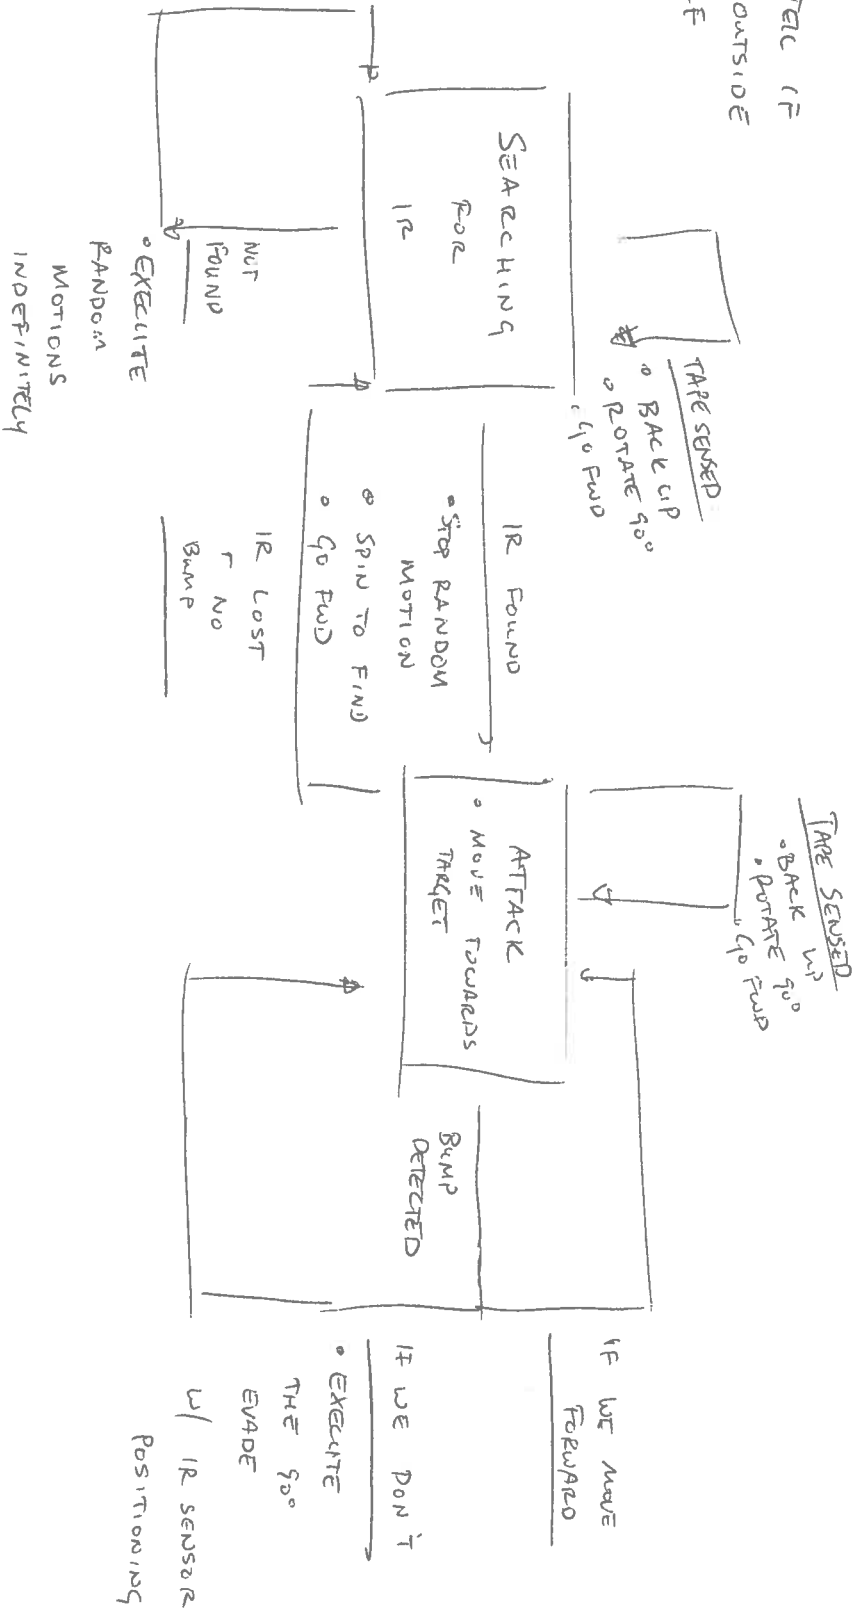 TELL IF
OUTSIDE
TAPE SENSED
• BACK UP
• ROTATE 90°
• GO FWD
TAPE SENSED
• BACK UP
• ROTATE 90°
• GO FWD
SEARCHING
FOR
IR
IR FOUND
• STOP RANDOM
MOTION
• SPIN TO FIND
• GO FWD
IR LOST
NO
BUMP
ATTACK
• MOVE TOWARDS
TARGET
BUMP
DETECTED
IF WE MOVE
FORWARD
IF WE DON'T
• EXECUTE
THE 90°
EVADE
W/ IR SENSOR
POSITIONING
NOT
FOUND
• EXECUTE
RANDOM
MOTIONS
INDEFINITELY